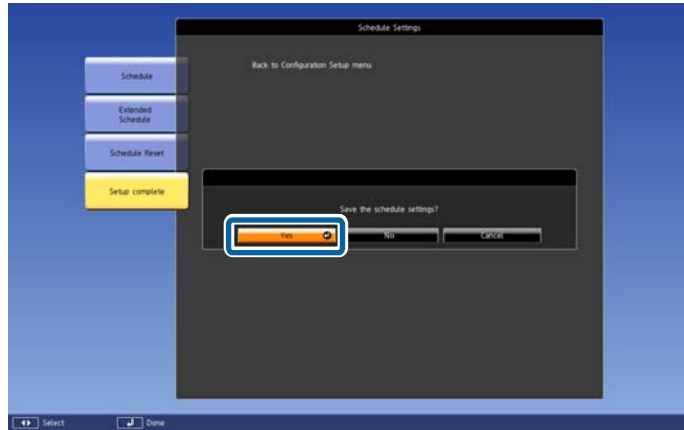 Schedule Settings
Back to Configuration Setup menu
Schedule
Extended
Schedule
Schedule Reset
Setup complete
Save the schedule settings?
Yes
No
Cancel
Select
Done